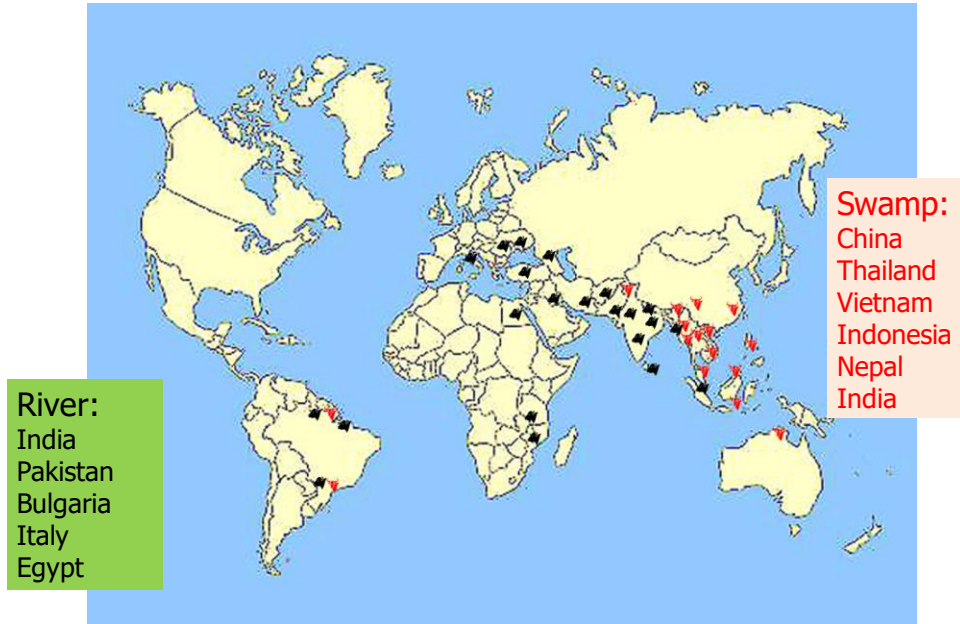 Swamp:
China
Thailand
Vietnam
Indonesia
Nepal
India
River:
India
Pakistan
Bulgaria
Italy
Egypt